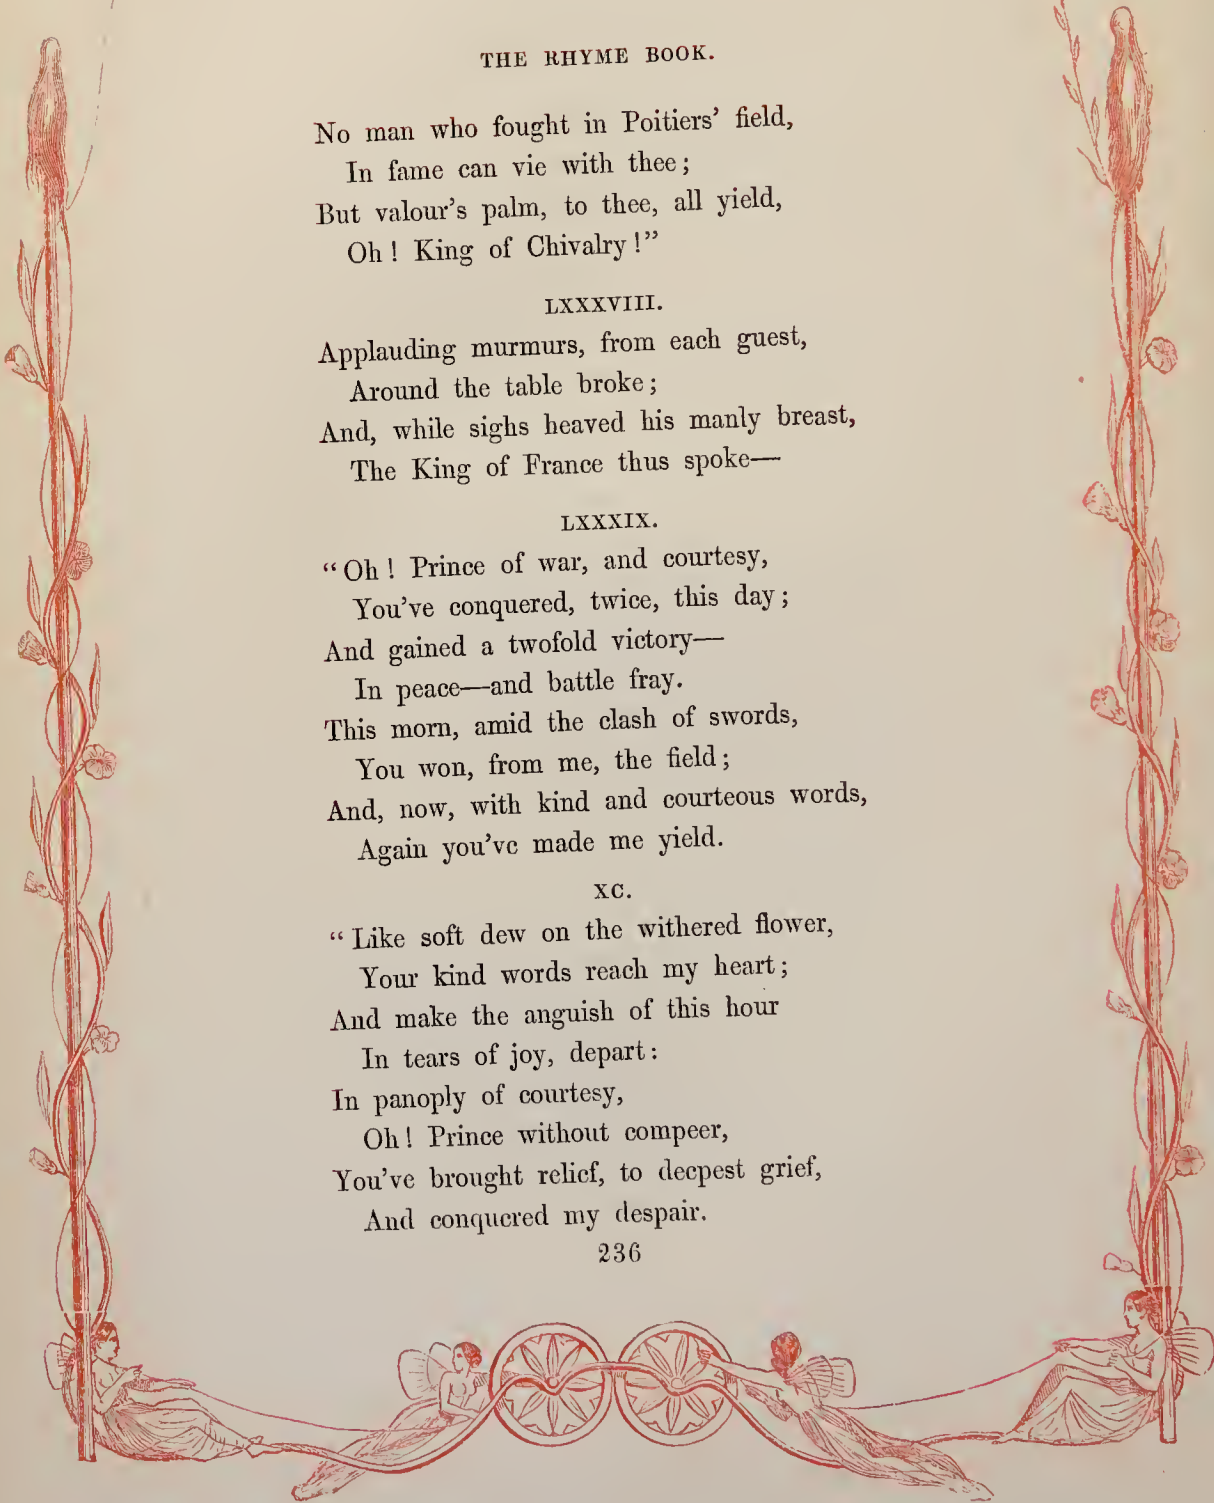 THE RHYME BOOK.
No man who fought in Poitiers' field,
In fame can vie with thee;
But valour's palm, to thee, all yield,
Oh! King of Chivalry!"
LXXXVIII.
Applauding murmurs, from each guest,
Around the table broke;
And, while sighs heaved his manly breast,
The King of France thus spoke—
LXXXIX.
"Oh! Prince of war, and courtesy,
You've conquered, twice, this day;
And gained a twofold victory—
In peace—and battle fray.
This morn, amid the clash of swords,
You won, from me, the field;
And, now, with kind and courteous words,
Again you've made me yield.
XC.
"Like soft dew on the withered flower,
Your kind words reach my heart;
And make the anguish of this hour
In tears of joy, depart:
In panoply of courtesy,
Oh! Prince without compeer,
You've brought relief, to deepest grief,
And conquered my despair.
236